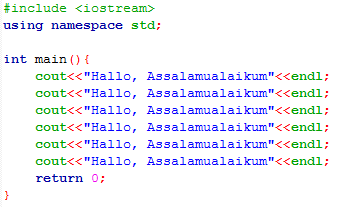 #include <iostream>
using namespace std;

int main(){
    cout<<"Hallo, Assalamualaikum"<<endl;
    cout<<"Hallo, Assalamualaikum"<<endl;
    cout<<"Hallo, Assalamualaikum"<<endl;
    cout<<"Hallo, Assalamualaikum"<<endl;
    cout<<"Hallo, Assalamualaikum"<<endl;
    cout<<"Hallo, Assalamualaikum"<<endl;
    return 0;
}